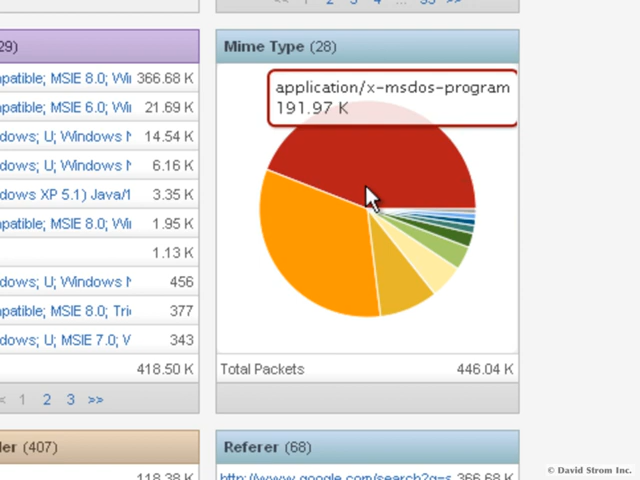 << 1 2 3 4 ... 33 >>
29)
patible; MSIE 8.0; Wi 366.68 K
patible; MSIE 6.0; Wi 21.69 K
dows; U; Windows N 14.54 K
dows; U; Windows N 6.16 K
dows XP 5.1) Java/1 3.35 K
patible; MSIE 8.0; Wi 1.95 K
1.13 K
dows; U; Windows N 456
patible; MSIE 8.0; Tri 377
dows; U; MSIE 7.0; V 343
418.50 K
< 1 2 3 >>
Mime Type (28)
application/x-msdos-program
191.97 K
Total Packets 446.04 K
ler (407)
118.38 K
Referer (68)
http://www.google.com/search?q=s 366.68 K
© David Strom Inc.